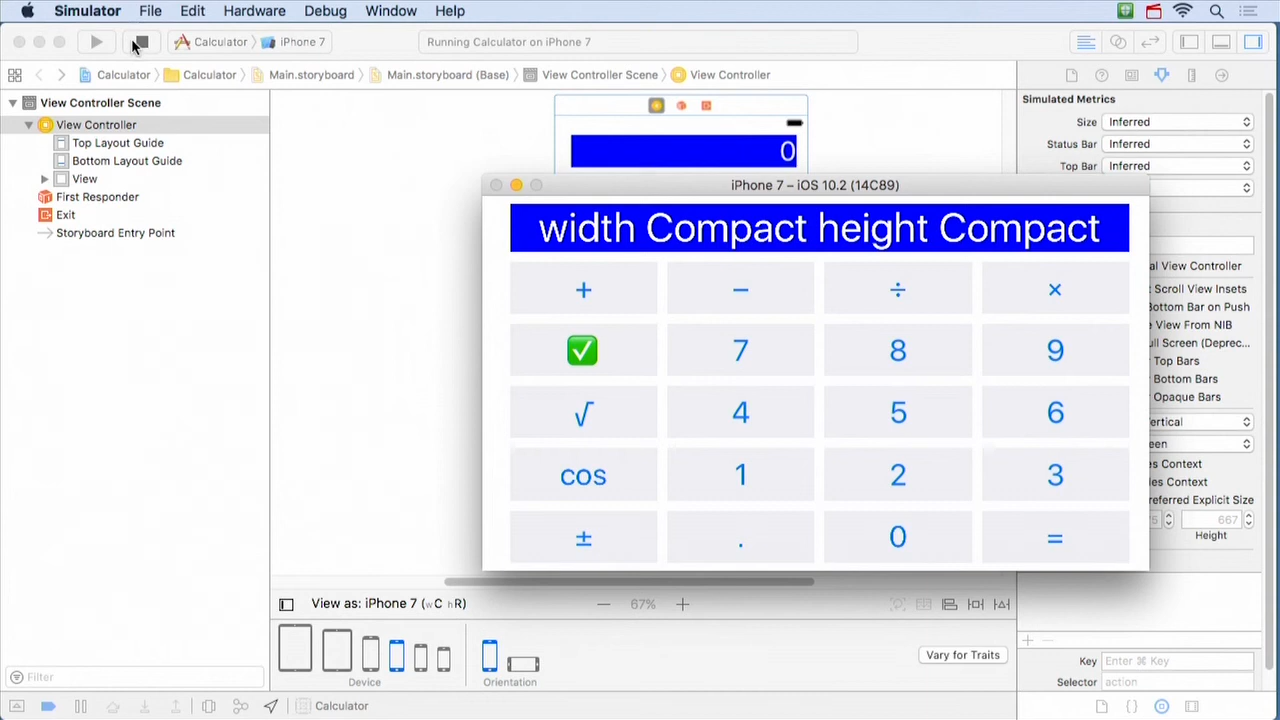 Simulator File Edit Hardware Debug Window Help
Calculator iPhone 7 Running Calculator on iPhone 7
Calculator Calculator Main.storyboard Main.storyboard (Base) View Controller Scene View Controller
View Controller Scene
View Controller
Top Layout Guide
Bottom Layout Guide
View
First Responder
Exit
Storyboard Entry Point
Filter
0
iPhone 7 – iOS 10.2 (14C89)
width Compact height Compact
+ − ÷ ×
✅ 7 8 9
√ 4 5 6
cos 1 2 3
± . 0 =
View as: iPhone 7 (wC hR) — 67% +
Device Orientation
Vary for Traits
Calculator
Simulated Metrics
Size Inferred
Status Bar Inferred
Top Bar Inferred
al View Controller
t Scroll View Insets
Bottom Bar on Push
e View From NIB
ll Screen (Deprec...
r Top Bars
r Bottom Bars
r Opaque Bars
ertical
een
es Context
es Context
referred Explicit Size
667
Height
Key Enter ⌘ Key
Selector action